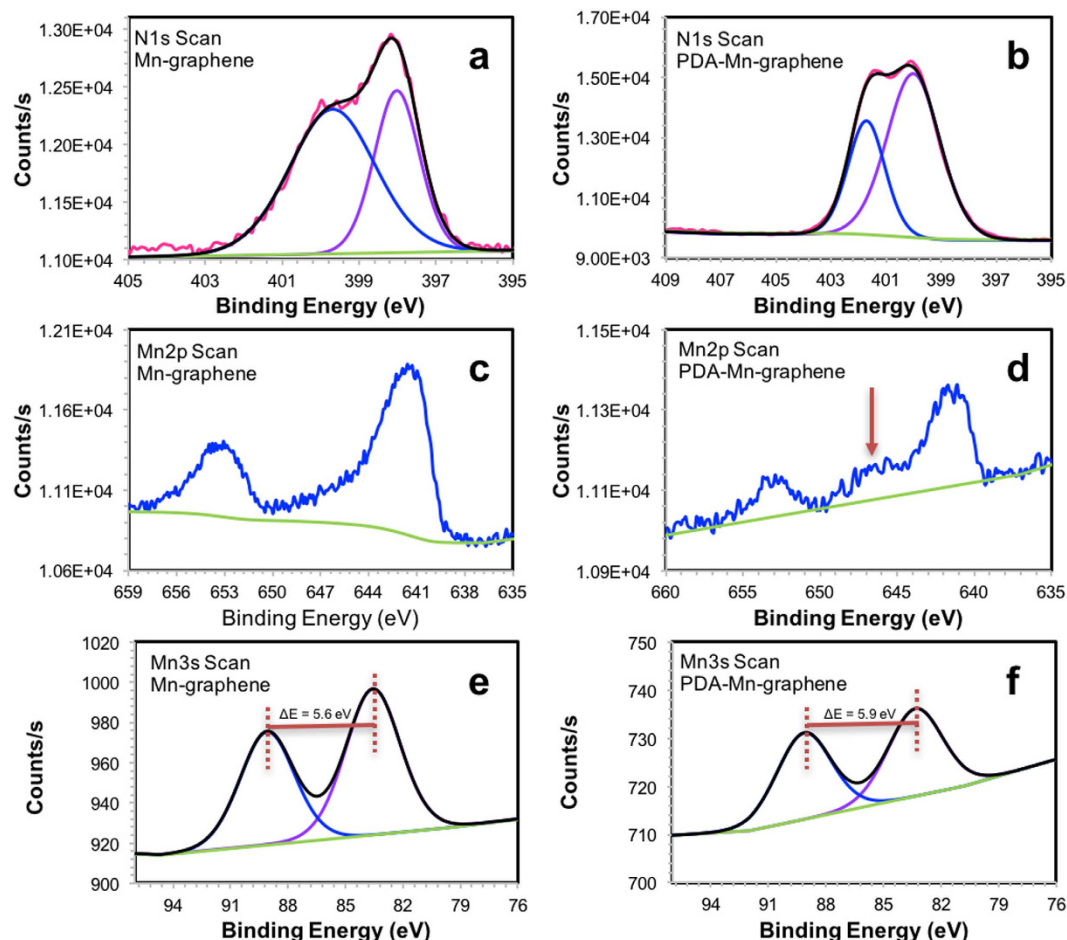 N1s Scan
Mn-graphene
a
Counts/s
1.30E+04
1.25E+04
1.20E+04
1.15E+04
1.10E+04
405 403 401 399 397 395
Binding Energy (eV)
N1s Scan
PDA-Mn-graphene
b
Counts/s
1.70E+04
1.50E+04
1.30E+04
1.10E+04
9.00E+03
409 407 405 403 401 399 397 395
Binding Energy (eV)
Mn2p Scan
Mn-graphene
c
Counts/s
1.21E+04
1.16E+04
1.11E+04
1.06E+04
659 656 653 650 647 644 641 638 635
Binding Energy (eV)
Mn2p Scan
PDA-Mn-graphene
d
Counts/s
1.15E+04
1.13E+04
1.11E+04
1.09E+04
660 655 650 645 640 635
Binding Energy (eV)
Mn3s Scan
Mn-graphene
e
ΔE = 5.6 eV
Counts/s
1020
1000
980
960
940
920
900
94 91 88 85 82 79 76
Binding Energy (eV)
Mn3s Scan
PDA-Mn-graphene
f
ΔE = 5.9 eV
Counts/s
750
740
730
720
710
700
94 91 88 85 82 79 76
Binding Energy (eV)